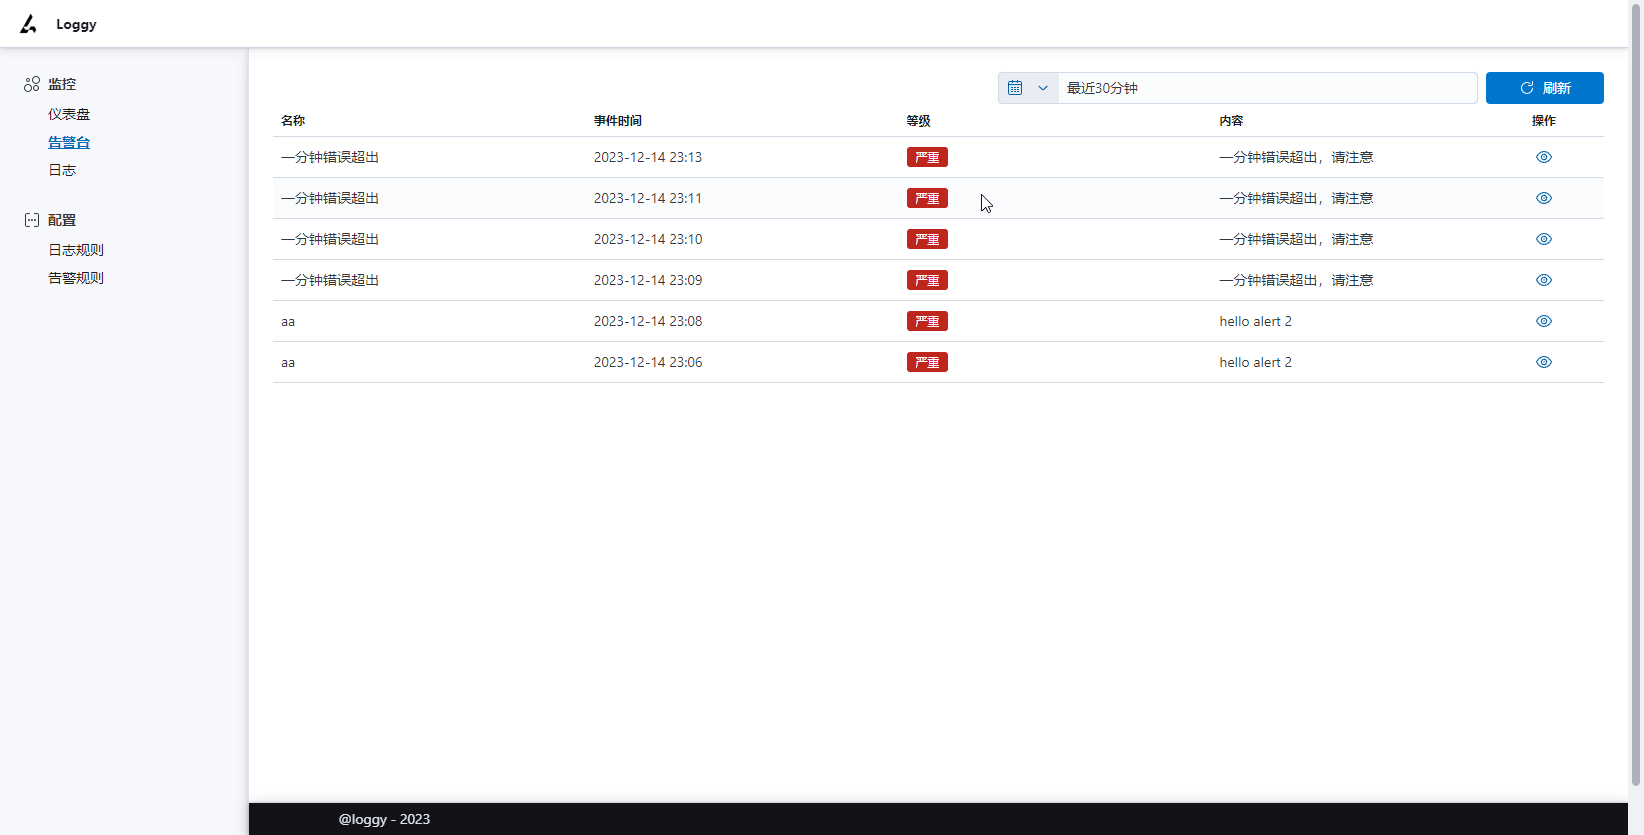 Loggy
监控
仪表盘
告警台
日志
配置
日志规则
告警规则
最近30分钟
刷新
名称 事件时间 等级 内容 操作
一分钟错误超出 2023-12-14 23:13 严重 一分钟错误超出，请注意
一分钟错误超出 2023-12-14 23:11 严重 一分钟错误超出，请注意
一分钟错误超出 2023-12-14 23:10 严重 一分钟错误超出，请注意
一分钟错误超出 2023-12-14 23:09 严重 一分钟错误超出，请注意
aa 2023-12-14 23:08 严重 hello alert 2
aa 2023-12-14 23:06 严重 hello alert 2
@loggy - 2023